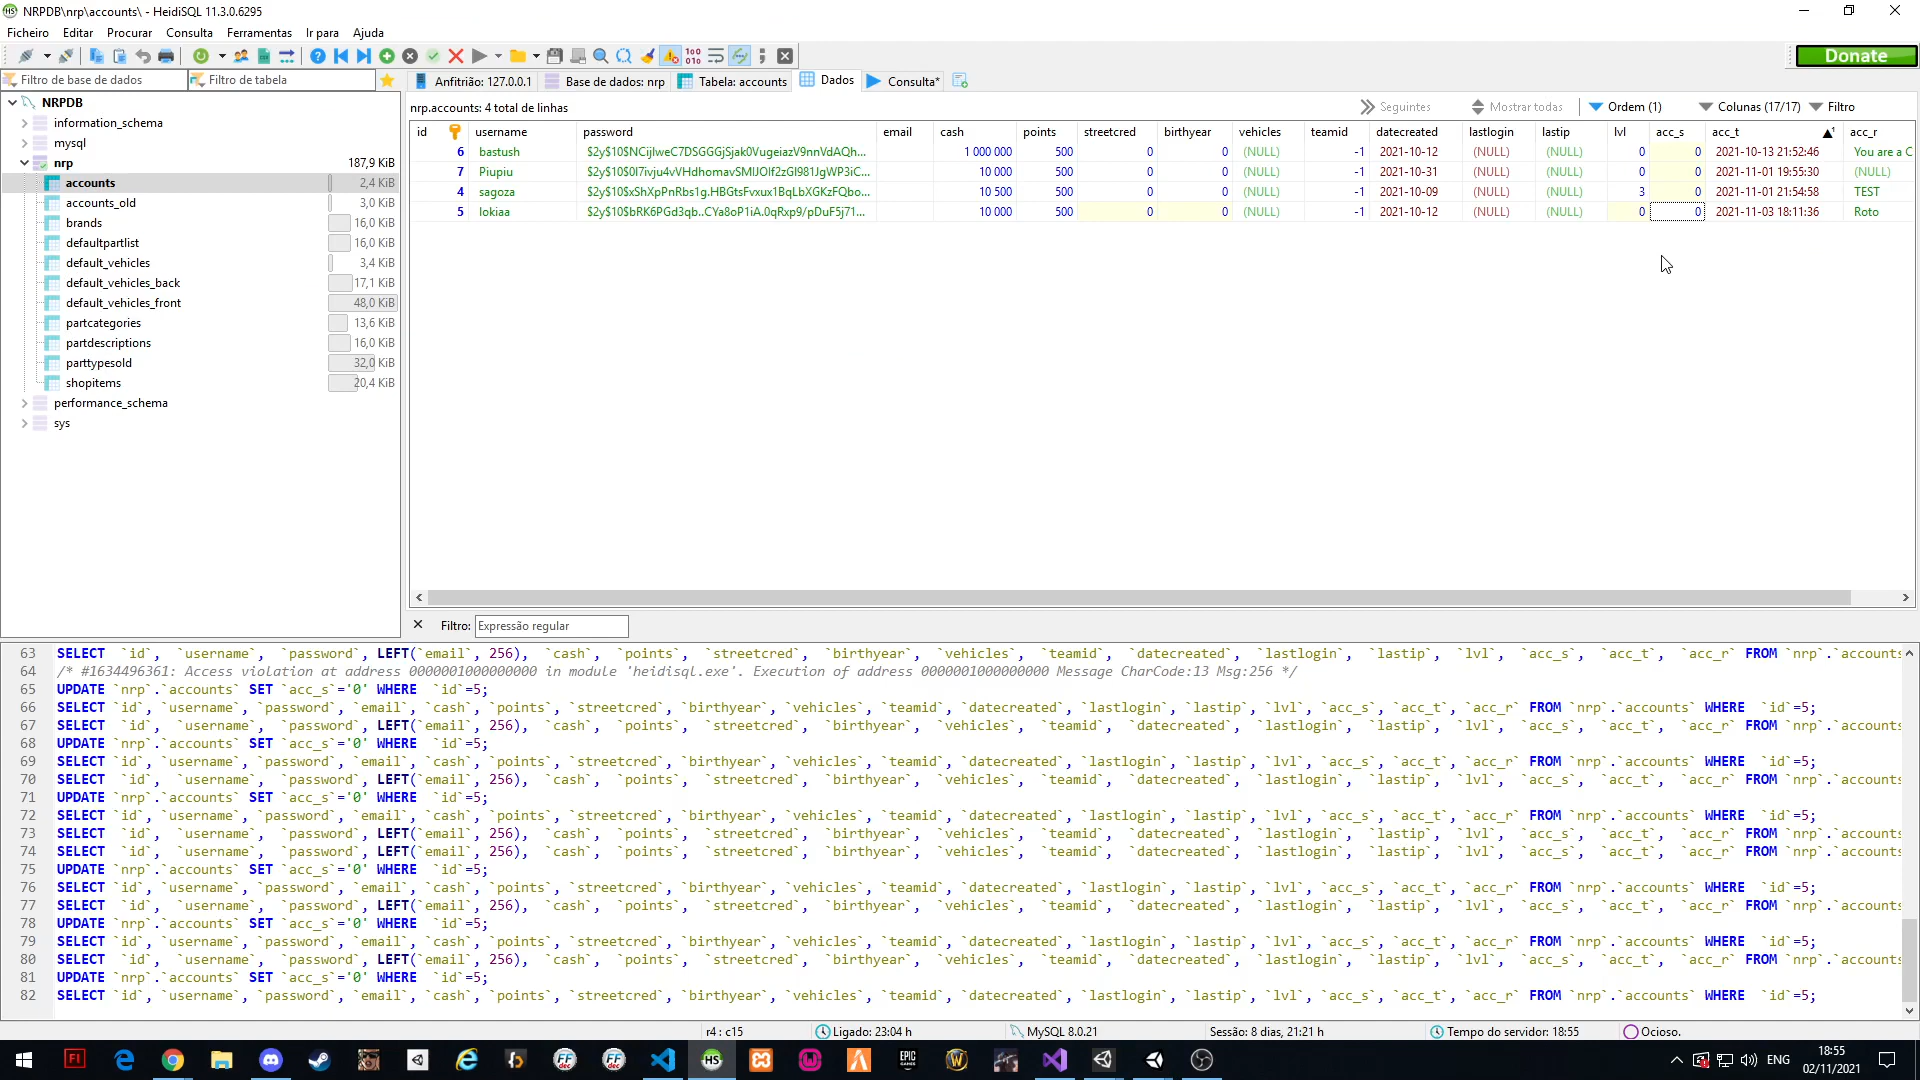 NRPDB\nrp\accounts\ - HeidiSQL 11.3.0.6295
Ficheiro Editar Procurar Consulta Ferramentas Ir para Ajuda
Donate
Filtro de base de dados Filtro de tabela Anfitrião: 127.0.0.1 Base de dados: nrp Tabela: accounts Dados Consulta*
NRPDB
information_schema
mysql
nrp 187,9 KiB
accounts 2,4 KiB
accounts_old 3,0 KiB
brands 16,0 KiB
defaultpartlist 16,0 KiB
default_vehicles 3,4 KiB
default_vehicles_back 17,1 KiB
default_vehicles_front 48,0 KiB
partcategories 13,6 KiB
partdescriptions 16,0 KiB
parttypesold 32,0 KiB
shopitems 20,4 KiB
performance_schema
sys
nrp.accounts: 4 total de linhas Seguintes Mostrar todas Ordem (1) Colunas (17/17) Filtro
id username password email cash points streetcred birthyear vehicles teamid datecreated lastlogin lastip lvl acc_s acc_t acc_r
6 bastush 1 000 000 500 0 0 (NULL) -1 2021-10-12 (NULL) (NULL) 0 0 2021-10-13 21:52:46 You are a C
7 Piupiu 10 000 500 0 0 (NULL) -1 2021-10-31 (NULL) (NULL) 0 0 2021-11-01 19:55:30 (NULL)
4 sagoza 10 500 500 0 0 (NULL) -1 2021-10-09 (NULL) (NULL) 3 0 2021-11-01 21:54:58 TEST
5 lokiaa 10 000 500 0 0 (NULL) -1 2021-10-12 (NULL) (NULL) 0 0 2021-11-03 18:11:36 Roto
Filtro: Expressão regular
63 SELECT `id`, `username`, `password`, LEFT(`email`, 256), `cash`, `points`, `streetcred`, `birthyear`, `vehicles`, `teamid`, `datecreated`, `lastlogin`, `lastip`, `lvl`, `acc_s`, `acc_t`, `acc_r` FROM `nrp`.`accounts
64 /* #1634496361: Access violation at address 0000001000000000 in module 'heidisql.exe'. Execution of address 0000001000000000 Message CharCode:13 Msg:256 */
65 UPDATE `nrp`.`accounts` SET `acc_s`='0' WHERE `id`=5;
66 SELECT `id`, `username`, `password`, `email`, `cash`, `points`, `streetcred`, `birthyear`, `vehicles`, `teamid`, `datecreated`, `lastlogin`, `lastip`, `lvl`, `acc_s`, `acc_t`, `acc_r` FROM `nrp`.`accounts` WHERE `id`=5;
67 SELECT `id`, `username`, `password`, LEFT(`email`, 256), `cash`, `points`, `streetcred`, `birthyear`, `vehicles`, `teamid`, `datecreated`, `lastlogin`, `lastip`, `lvl`, `acc_s`, `acc_t`, `acc_r` FROM `nrp`.`accounts
68 UPDATE `nrp`.`accounts` SET `acc_s`='0' WHERE `id`=5;
69 SELECT `id`, `username`, `password`, `email`, `cash`, `points`, `streetcred`, `birthyear`, `vehicles`, `teamid`, `datecreated`, `lastlogin`, `lastip`, `lvl`, `acc_s`, `acc_t`, `acc_r` FROM `nrp`.`accounts` WHERE `id`=5;
70 SELECT `id`, `username`, `password`, LEFT(`email`, 256), `cash`, `points`, `streetcred`, `birthyear`, `vehicles`, `teamid`, `datecreated`, `lastlogin`, `lastip`, `lvl`, `acc_s`, `acc_t`, `acc_r` FROM `nrp`.`accounts
71 UPDATE `nrp`.`accounts` SET `acc_s`='0' WHERE `id`=5;
72 SELECT `id`, `username`, `password`, `email`, `cash`, `points`, `streetcred`, `birthyear`, `vehicles`, `teamid`, `datecreated`, `lastlogin`, `lastip`, `lvl`, `acc_s`, `acc_t`, `acc_r` FROM `nrp`.`accounts` WHERE `id`=5;
73 SELECT `id`, `username`, `password`, LEFT(`email`, 256), `cash`, `points`, `streetcred`, `birthyear`, `vehicles`, `teamid`, `datecreated`, `lastlogin`, `lastip`, `lvl`, `acc_s`, `acc_t`, `acc_r` FROM `nrp`.`accounts
74 SELECT `id`, `username`, `password`, LEFT(`email`, 256), `cash`, `points`, `streetcred`, `birthyear`, `vehicles`, `teamid`, `datecreated`, `lastlogin`, `lastip`, `lvl`, `acc_s`, `acc_t`, `acc_r` FROM `nrp`.`accounts
75 UPDATE `nrp`.`accounts` SET `acc_s`='0' WHERE `id`=5;
76 SELECT `id`, `username`, `password`, `email`, `cash`, `points`, `streetcred`, `birthyear`, `vehicles`, `teamid`, `datecreated`, `lastlogin`, `lastip`, `lvl`, `acc_s`, `acc_t`, `acc_r` FROM `nrp`.`accounts` WHERE `id`=5;
77 SELECT `id`, `username`, `password`, LEFT(`email`, 256), `cash`, `points`, `streetcred`, `birthyear`, `vehicles`, `teamid`, `datecreated`, `lastlogin`, `lastip`, `lvl`, `acc_s`, `acc_t`, `acc_r` FROM `nrp`.`accounts
78 UPDATE `nrp`.`accounts` SET `acc_s`='0' WHERE `id`=5;
79 SELECT `id`, `username`, `password`, `email`, `cash`, `points`, `streetcred`, `birthyear`, `vehicles`, `teamid`, `datecreated`, `lastlogin`, `lastip`, `lvl`, `acc_s`, `acc_t`, `acc_r` FROM `nrp`.`accounts` WHERE `id`=5;
80 SELECT `id`, `username`, `password`, LEFT(`email`, 256), `cash`, `points`, `streetcred`, `birthyear`, `vehicles`, `teamid`, `datecreated`, `lastlogin`, `lastip`, `lvl`, `acc_s`, `acc_t`, `acc_r` FROM `nrp`.`accounts
81 UPDATE `nrp`.`accounts` SET `acc_s`='0' WHERE `id`=5;
82 SELECT `id`, `username`, `password`, `email`, `cash`, `points`, `streetcred`, `birthyear`, `vehicles`, `teamid`, `datecreated`, `lastlogin`, `lastip`, `lvl`, `acc_s`, `acc_t`, `acc_r` FROM `nrp`.`accounts` WHERE `id`=5;
r4 : c15 Ligado: 23:04 h MySQL 8.0.21 Sessão: 8 dias, 21:21 h Tempo do servidor: 18:55 Ocioso.
ENG 18:55
02/11/2021